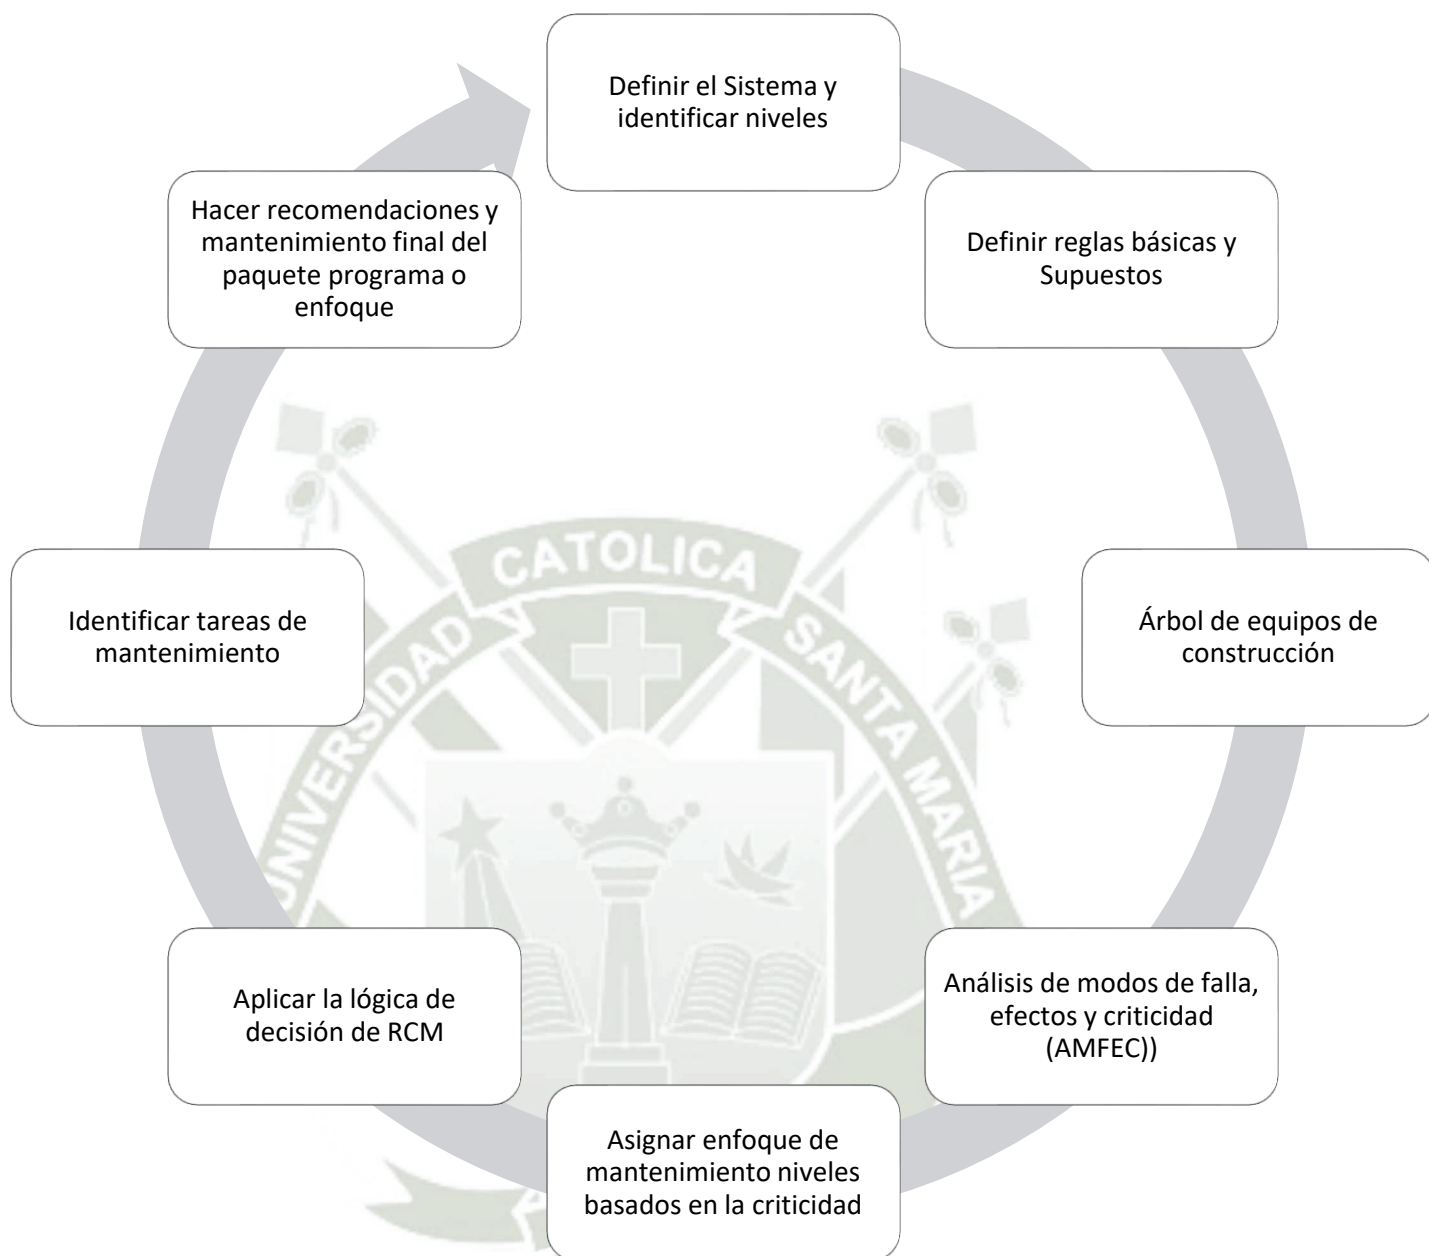 Definir el Sistema y
identificar niveles
Definir reglas básicas y
Supuestos
Árbol de equipos de
construcción
Análisis de modos de falla,
efectos y criticidad
(AMFEC))
Asignar enfoque de
mantenimiento niveles
basados en la criticidad
Aplicar la lógica de
decisión de RCM
Identificar tareas de
mantenimiento
Hacer recomendaciones y
mantenimiento final del
paquete programa o
enfoque
UNIVERSIDAD
CATOLICA
SANTA MARIA